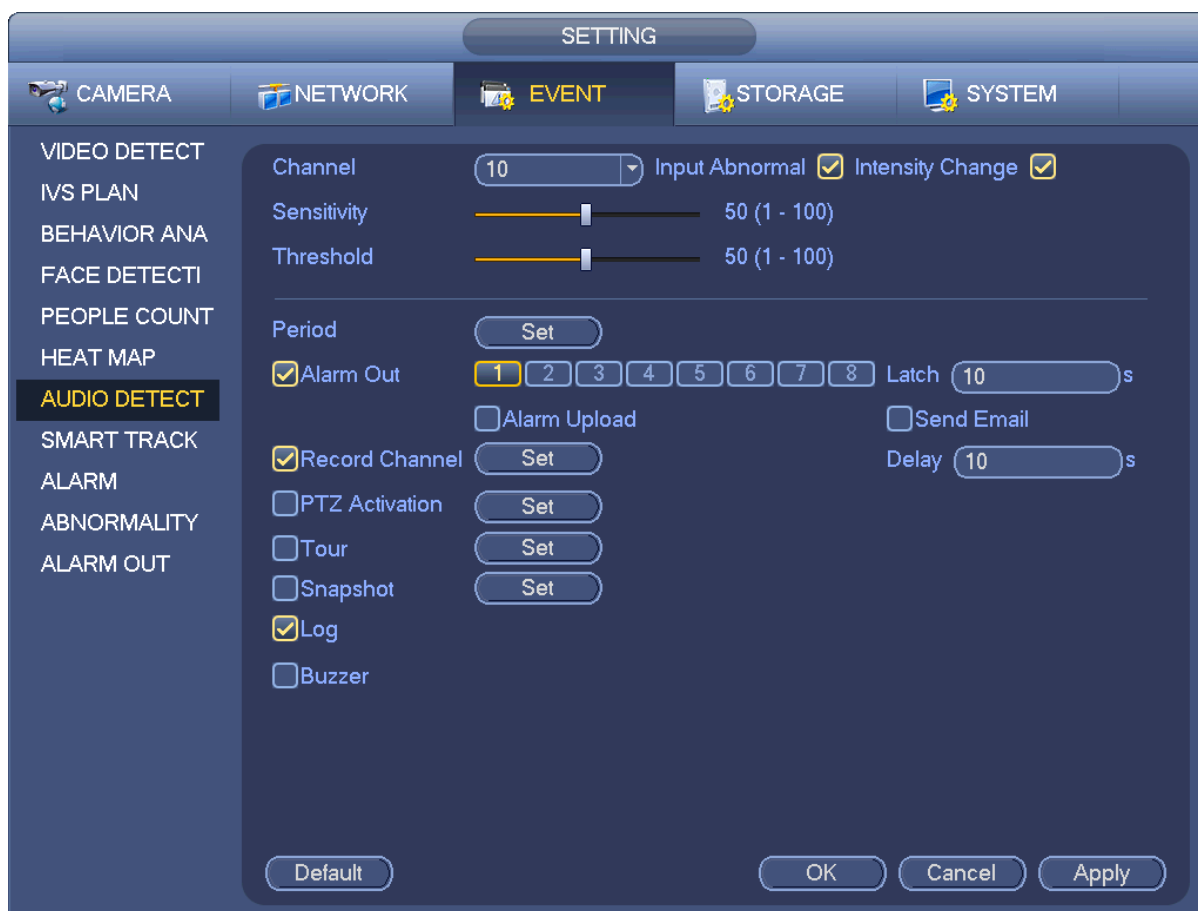 SETTING
CAMERA NETWORK EVENT STORAGE SYSTEM
VIDEO DETECT
IVS PLAN
BEHAVIOR ANA
FACE DETECTI
PEOPLE COUNT
HEAT MAP
AUDIO DETECT
SMART TRACK
ALARM
ABNORMALITY
ALARM OUT
Channel 10 Input Abnormal Intensity Change
Sensitivity 50 (1 - 100)
Threshold 50 (1 - 100)
Period Set
Alarm Out 1 2 3 4 5 6 7 8 Latch 10 s
Alarm Upload Send Email
Record Channel Set Delay 10 s
PTZ Activation Set
Tour Set
Snapshot Set
Log
Buzzer
Default OK Cancel Apply